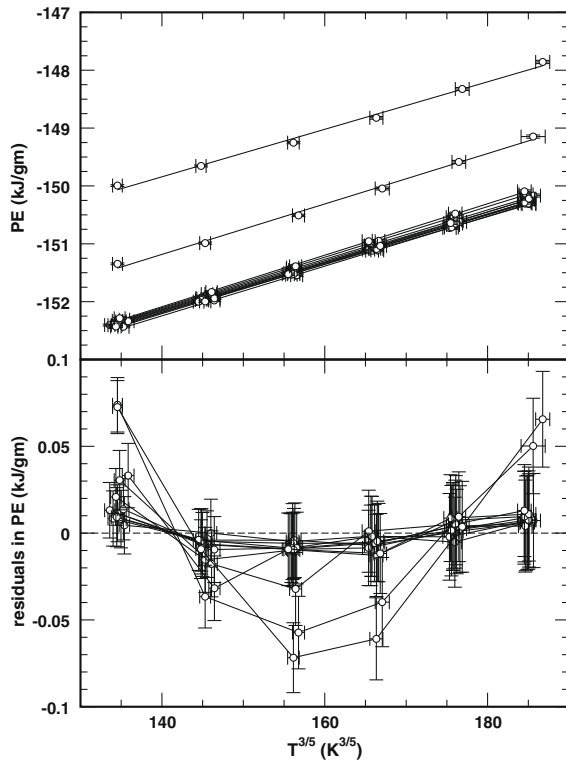 -147
-148
-149
-150
-151
-152
PE (kJ/gm)
0.1
0.05
0
-0.05
-0.1
residuals in PE (kJ/gm)
140 160 180
T^3/5 (K^3/5)